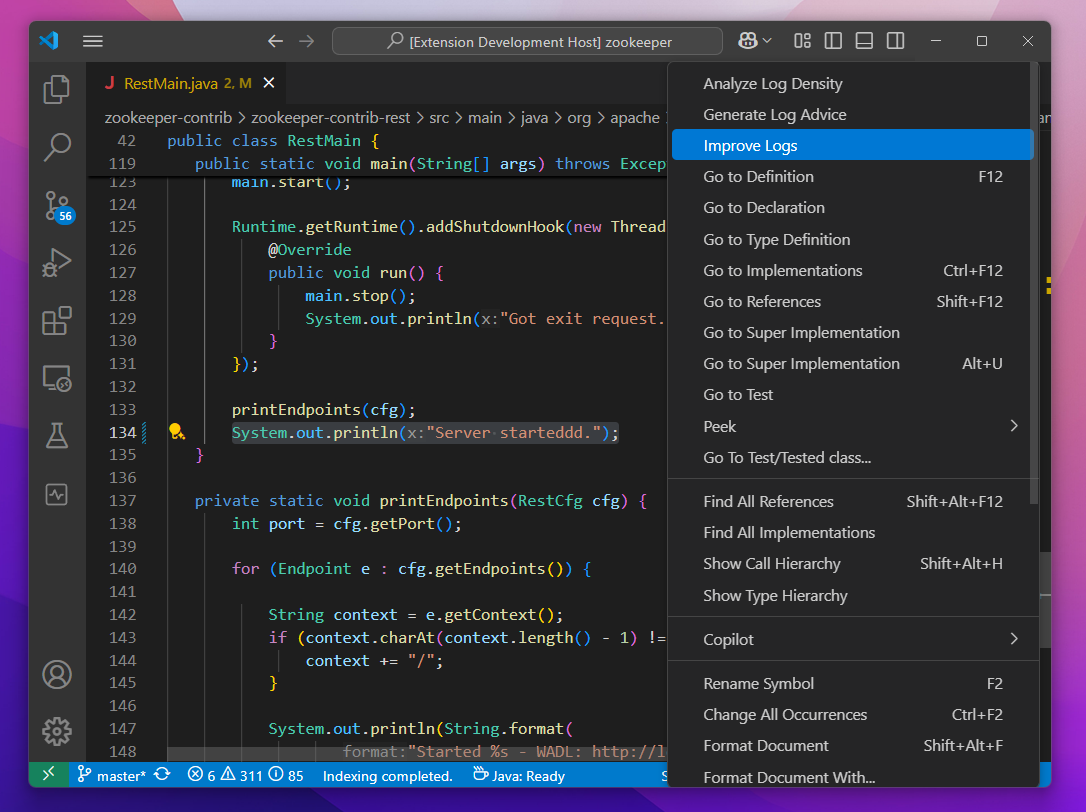 [Extension Development Host] zookeeper
J RestMain.java 2, M
zookeeper-contrib > zookeeper-contrib-rest > src > main > java > org > apache
42 public class RestMain {
119 public static void main(String[] args) throws Excep
123 main.start();
124
125 Runtime.getRuntime().addShutdownHook(new Thread
126 @Override
127 public void run() {
128 main.stop();
129 System.out.println(x:"Got exit request.
130 }
131 });
132
133 printEndpoints(cfg);
134 System.out.println(x:"Server starteddd.");
135 }
136
137 private static void printEndpoints(RestCfg cfg) {
138 int port = cfg.getPort();
139
140 for (Endpoint e : cfg.getEndpoints()) {
141
142 String context = e.getContext();
143 if (context.charAt(context.length() - 1) !=
144 context += "/";
145 }
146
147 System.out.println(String.format(
148 format:"Started %s - WADL: http://l
Analyze Log Density
Generate Log Advice
Improve Logs
Go to Definition F12
Go to Declaration
Go to Type Definition
Go to Implementations Ctrl+F12
Go to References Shift+F12
Go to Super Implementation
Go to Super Implementation Alt+U
Go to Test
Peek >
Go To Test/Tested class...
Find All References Shift+Alt+F12
Find All Implementations
Show Call Hierarchy Shift+Alt+H
Show Type Hierarchy
Copilot >
Rename Symbol F2
Change All Occurrences Ctrl+F2
Format Document Shift+Alt+F
Format Document With...
56
master* 6 311 85 Indexing completed. Java: Ready